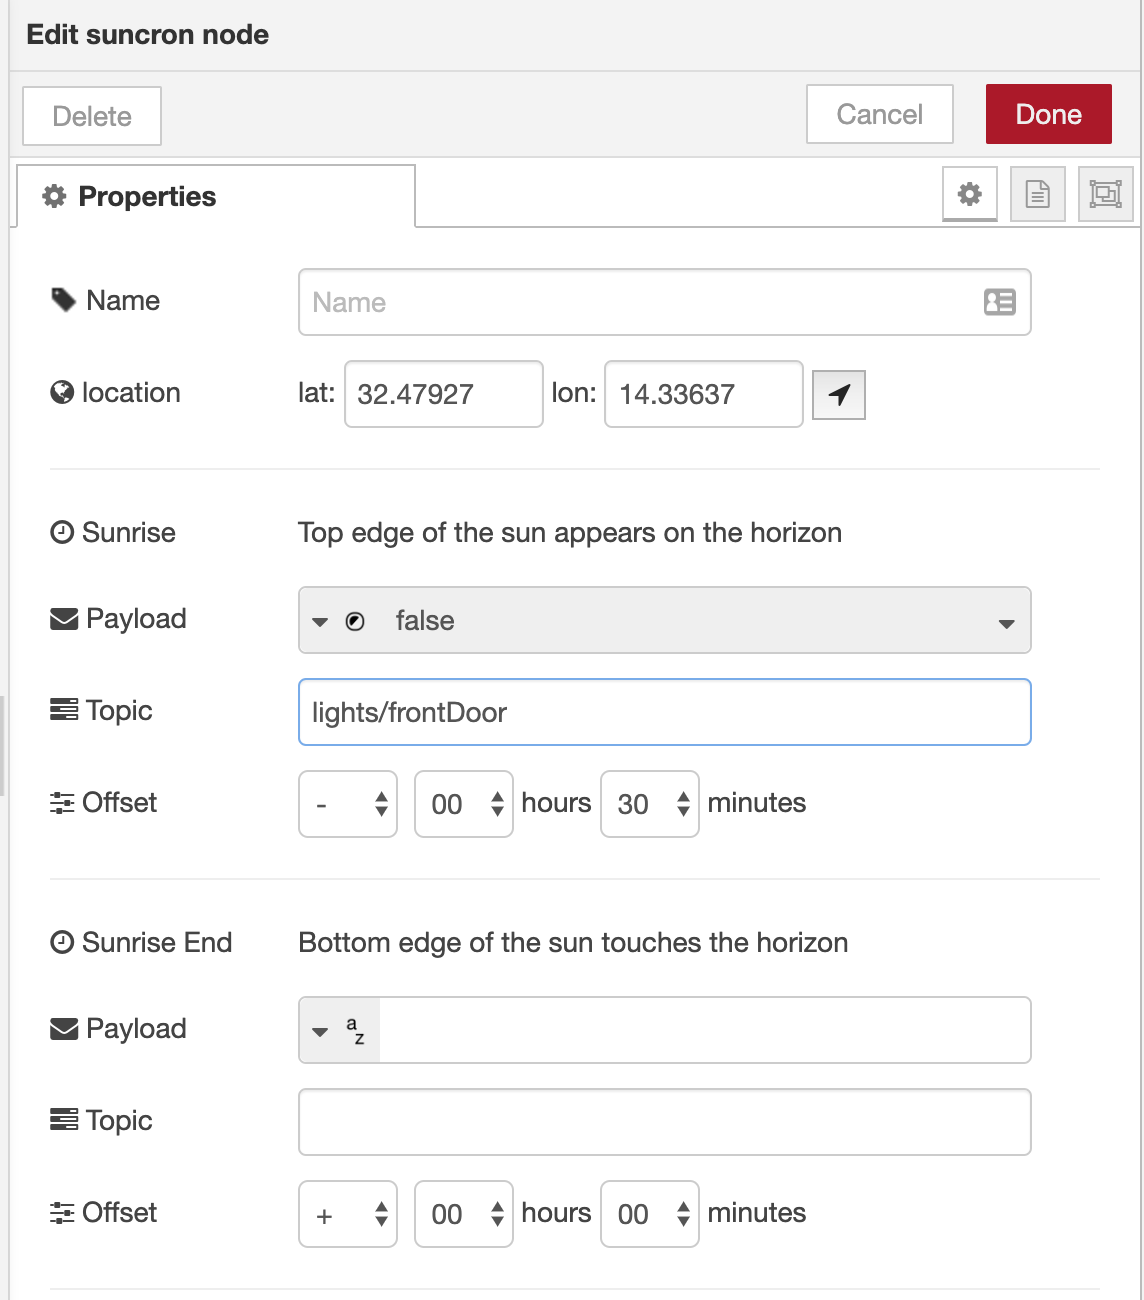 Edit suncron node
Delete Cancel Done
Properties
Name Name
location lat: 32.47927 lon: 14.33637
Sunrise Top edge of the sun appears on the horizon
Payload false
Topic lights/frontDoor
Offset - 00 hours 30 minutes
Sunrise End Bottom edge of the sun touches the horizon
Payload a z
Topic
Offset + 00 hours 00 minutes